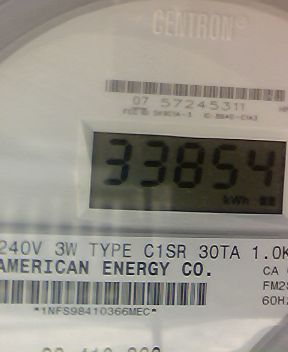 CENTRON®
07 57245311
33854
kWh
240V 3W TYPE C1SR 30TA 1.0K
AMERICAN ENERGY CO.
CA
FM2S
60Hz
*1NFS98410366MEC*